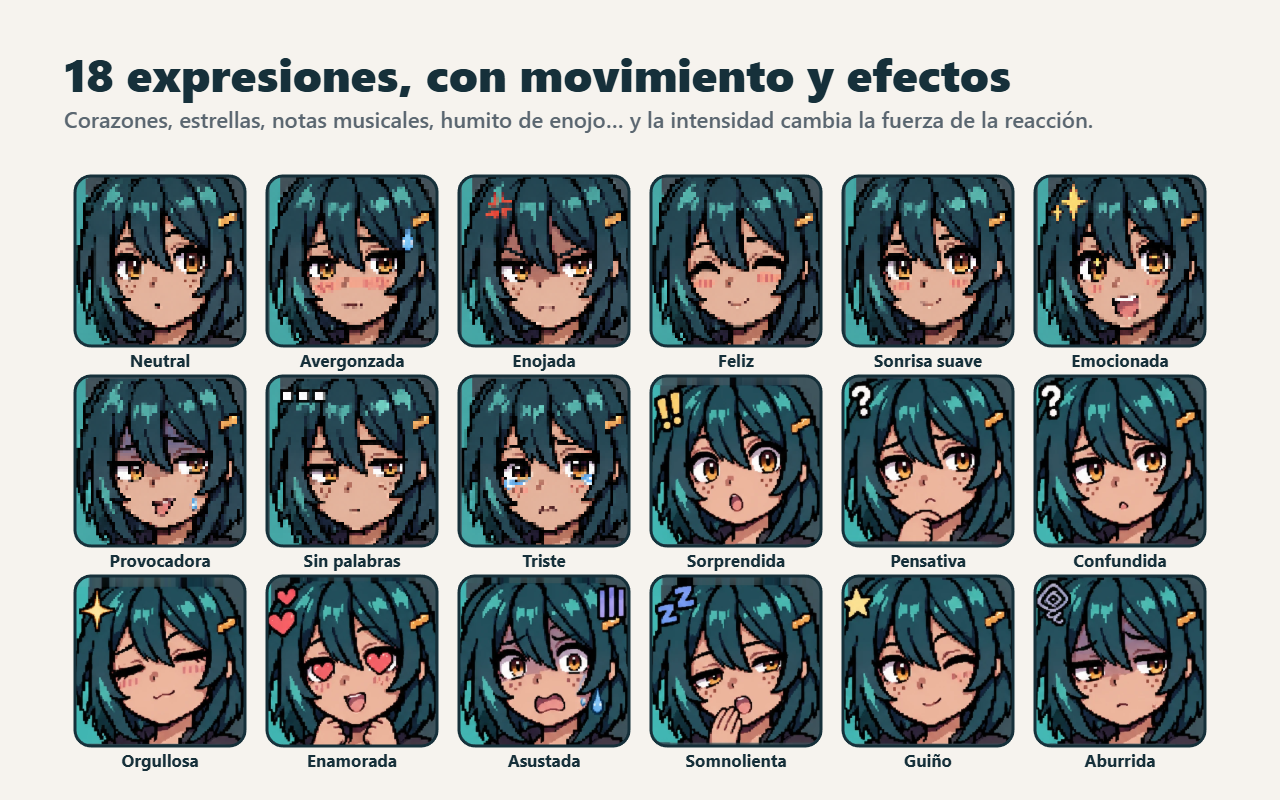 18 expresiones, con movimiento y efectos
Corazones, estrellas, notas musicales, humito de enojo... y la intensidad cambia la fuerza de la reacción.
Neutral
Avergonzada
Enojada
Feliz
Sonrisa suave
Emocionada
!!
?
?
Provocadora
Sin palabras
Triste
Sorprendida
Pensativa
Confundida
zZ
Orgullosa
Enamorada
Asustada
Somnolienta
Guiño
Aburrida